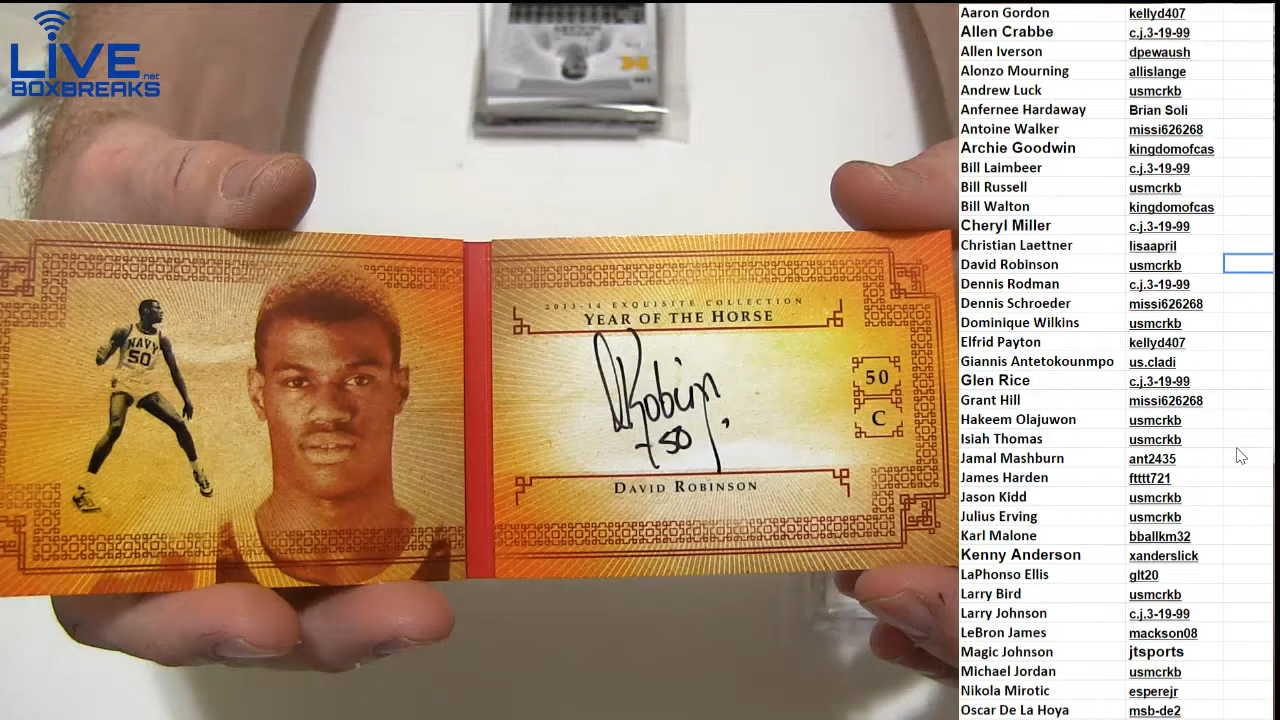 LIVE.net
BOXBREAKS
NAVY
50
2013-14 EXQUISITE COLLECTION
YEAR OF THE HORSE
50
C
DAVID ROBINSON
Aaron Gordon kellyd407
Allen Crabbe c.j.3-19-99
Allen Iverson dpewaush
Alonzo Mourning allislange
Andrew Luck usmcrkb
Anfernee Hardaway Brian Soli
Antoine Walker missi626268
Archie Goodwin kingdomofcas
Bill Laimbeer c.j.3-19-99
Bill Russell usmcrkb
Bill Walton kingdomofcas
Cheryl Miller c.j.3-19-99
Christian Laettner lisaapril
David Robinson usmcrkb
Dennis Rodman c.j.3-19-99
Dennis Schroeder missi626268
Dominique Wilkins usmcrkb
Elfrid Payton kellyd407
Giannis Antetokounmpo us.cladi
Glen Rice c.j.3-19-99
Grant Hill missi626268
Hakeem Olajuwon usmcrkb
Isiah Thomas usmcrkb
Jamal Mashburn ant2435
James Harden ftttt721
Jason Kidd usmcrkb
Julius Erving usmcrkb
Karl Malone bballkm32
Kenny Anderson xanderslick
LaPhonso Ellis glt20
Larry Bird usmcrkb
Larry Johnson c.j.3-19-99
LeBron James mackson08
Magic Johnson jtsports
Michael Jordan usmcrkb
Nikola Mirotic esperejr
Oscar De La Hoya msb-de2